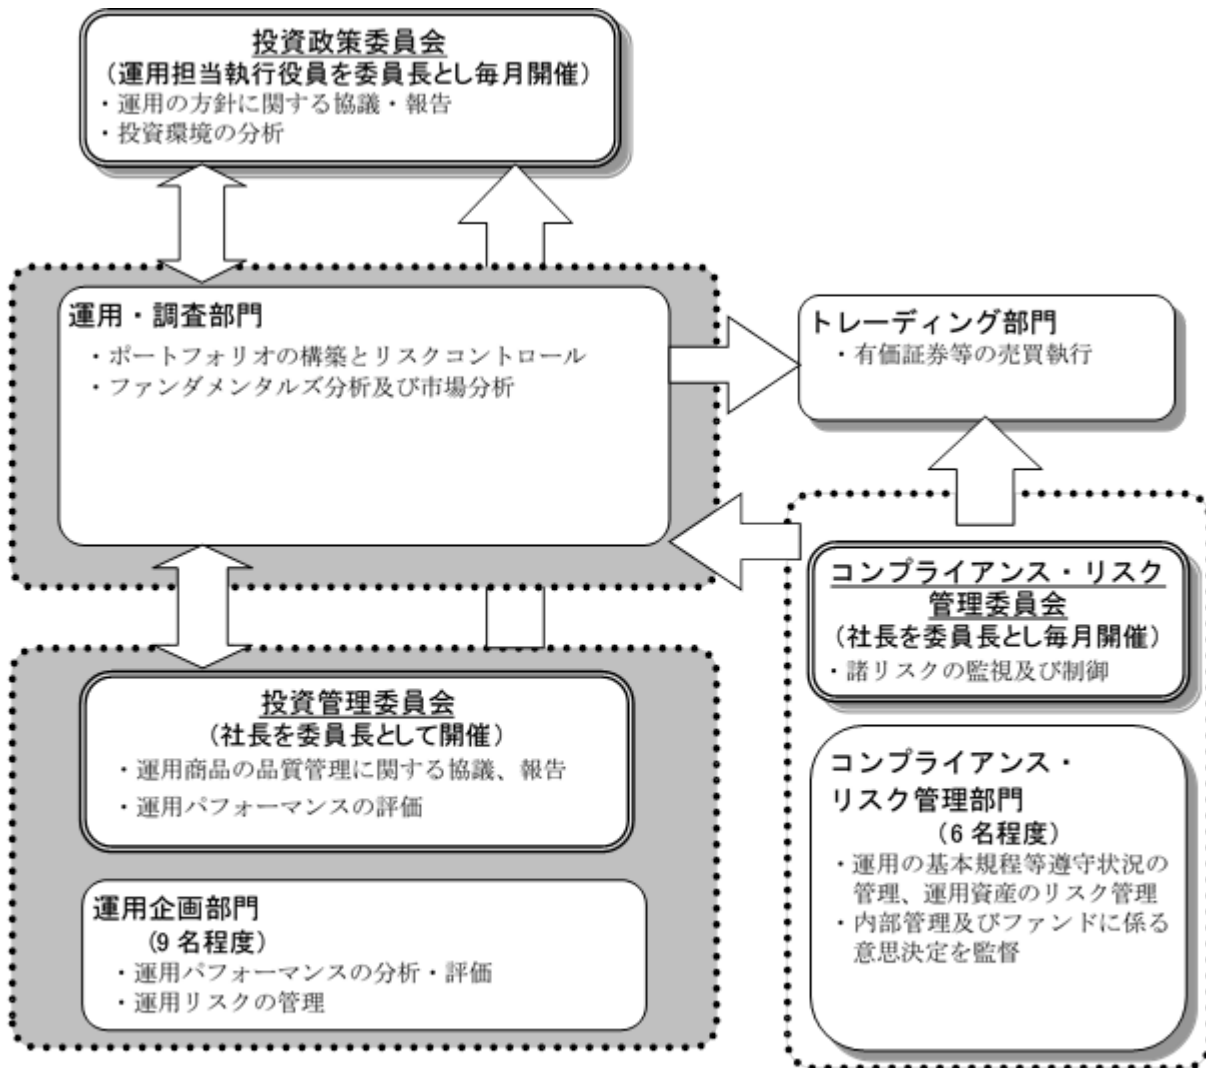 投資政策委員会
（運用担当執行役員を委員長とし毎月開催）
・運用の方針に関する協議・報告
・投資環境の分析
運用・調査部門
・ポートフォリオの構築とリスクコントロール
・ファンダメンタルズ分析及び市場分析
トレーディング部門
・有価証券等の売買執行
コンプライアンス・リスク
管理委員会
（社長を委員長とし毎月開催）
・諸リスクの監視及び制御
投資管理委員会
（社長を委員長として開催）
・運用商品の品質管理に関する協議、報告
・運用パフォーマンスの評価
コンプライアンス・
リスク管理部門
（6 名程度）
・運用の基本規程等遵守状況の
管理、運用資産のリスク管理
・内部管理及びファンドに係る
意思決定を監督
運用企画部門
（9 名程度）
・運用パフォーマンスの分析・評価
・運用リスクの管理